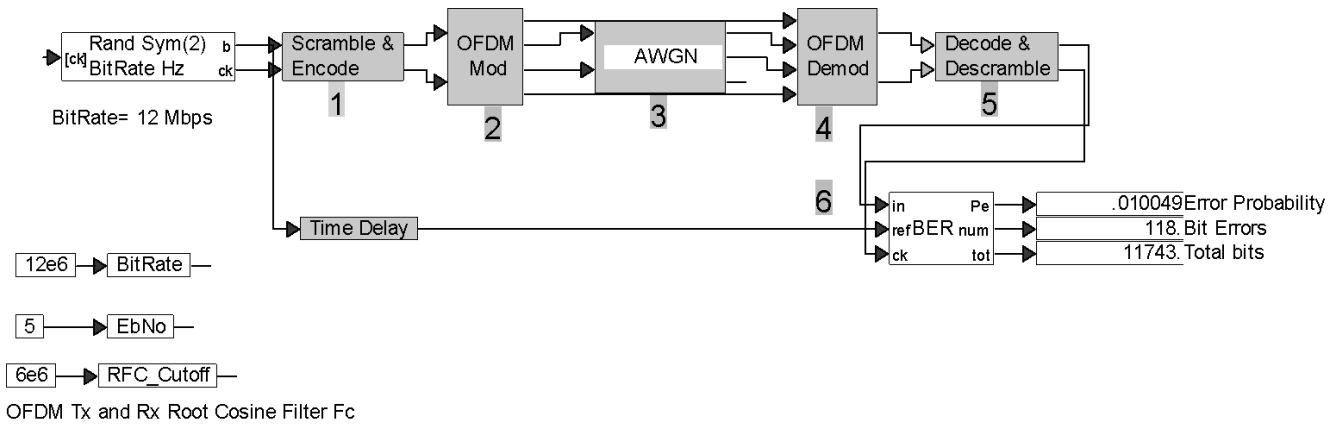 [ck] Rand Sym(2) b
BitRate Hz ck
Scramble &
Encode
1
OFDM
Mod
2
AWGN
3
OFDM
Demod
4
Decode &
Descramble
5
BitRate= 12 Mbps
6
Time Delay
in Pe
ref BER num
ck tot
.010049 Error Probability
118. Bit Errors
11743. Total bits
12e6 BitRate
5 EbNo
6e6 RFC_Cutoff
OFDM Tx and Rx Root Cosine Filter Fc